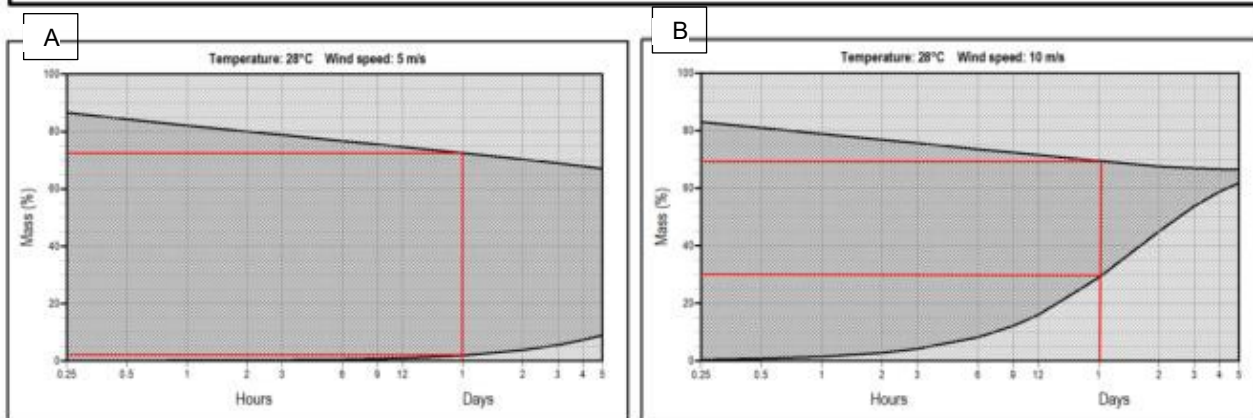 A
Temperature: 28°C Wind speed: 5 m/s
100
80
60
40
20
0
Mass (%)
0.25 0.5 1 2 3 6 9 12 1 2 3 4 5
Hours Days
B
Temperature: 28°C Wind speed: 10 m/s
100
80
60
40
20
0
Mass (%)
0.25 0.5 1 2 3 6 9 12 1 2 3 4 5
Hours Days